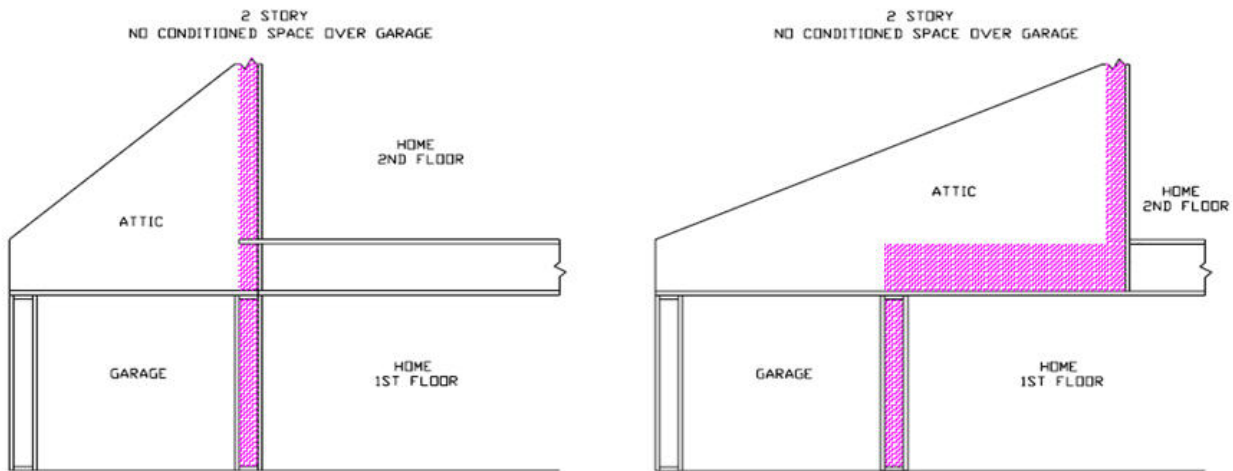 2 STORY
NO CONDITIONED SPACE OVER GARAGE
HOME
2ND FLOOR
ATTIC
GARAGE
HOME
1ST FLOOR
2 STORY
NO CONDITIONED SPACE OVER GARAGE
ATTIC
HOME
2ND FLOOR
GARAGE
HOME
1ST FLOOR